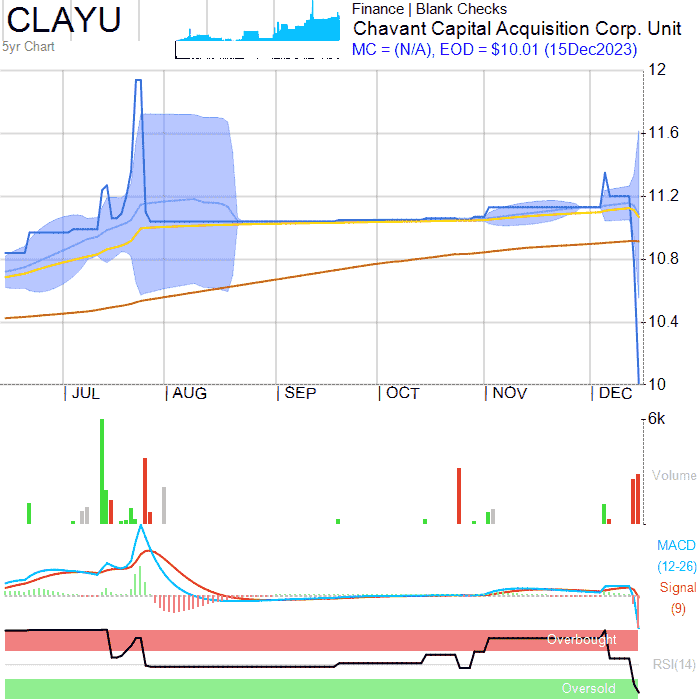 CLAYU
5yr Chart
Finance | Blank Checks
Chavant Capital Acquisition Corp. Unit
MC = (N/A), EOD = $10.01 (15Dec2023)
12
11.6
11.2
10.8
10.4
10
JUL AUG SEP OCT NOV DEC
6k
Volume
MACD
(12-26)
Signal
(9)
Overbought
RSI(14)
Oversold